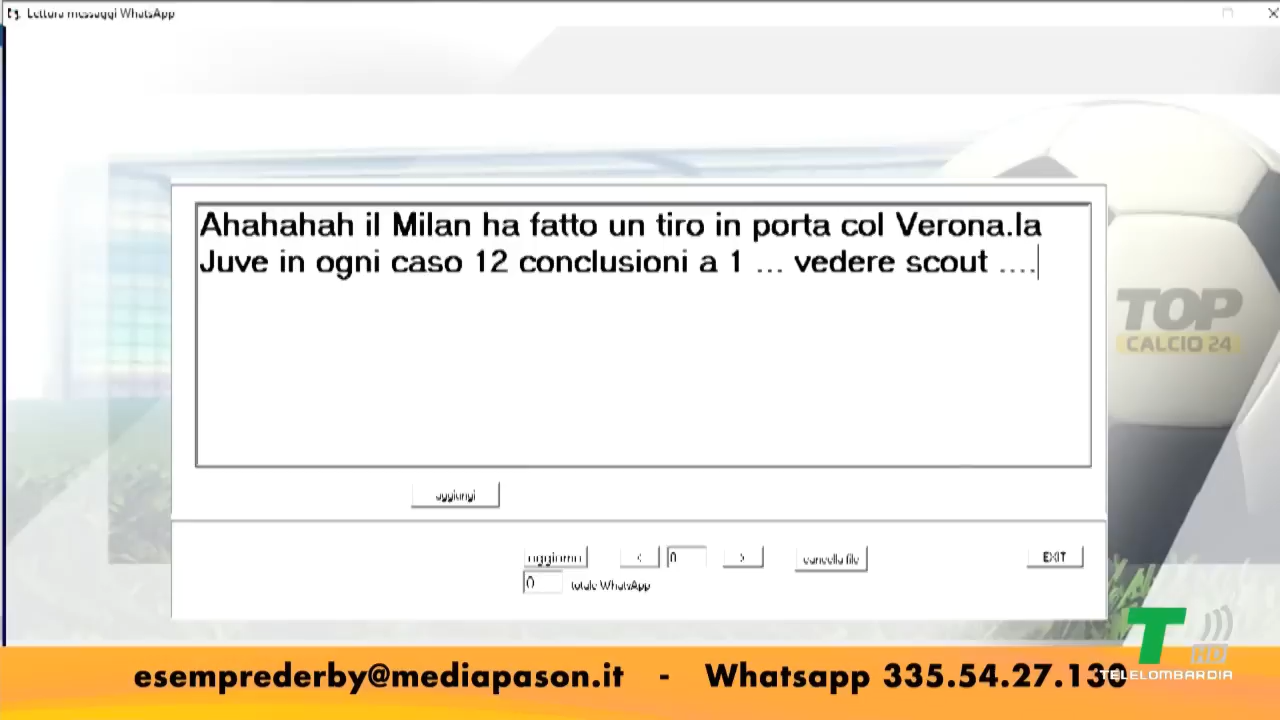 Lettura messaggi WhatsApp
Ahahahah il Milan ha fatto un tiro in porta col Verona.la
Juve in ogni caso 12 conclusioni a 1 ... vedere scout ....
TOP
CALCIO 24
aggiungi
aggiorna < 0 > cancella file EXIT
0 totale WhatsApp
T HD
esemprederby@mediapason.it - Whatsapp 335.54.27.130
TELELOMBARDIA